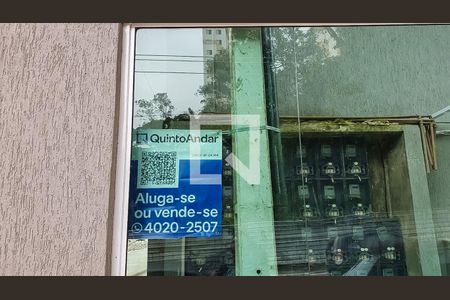 QuintoAndar
Aluga-se
ou vende-se
4020-2507